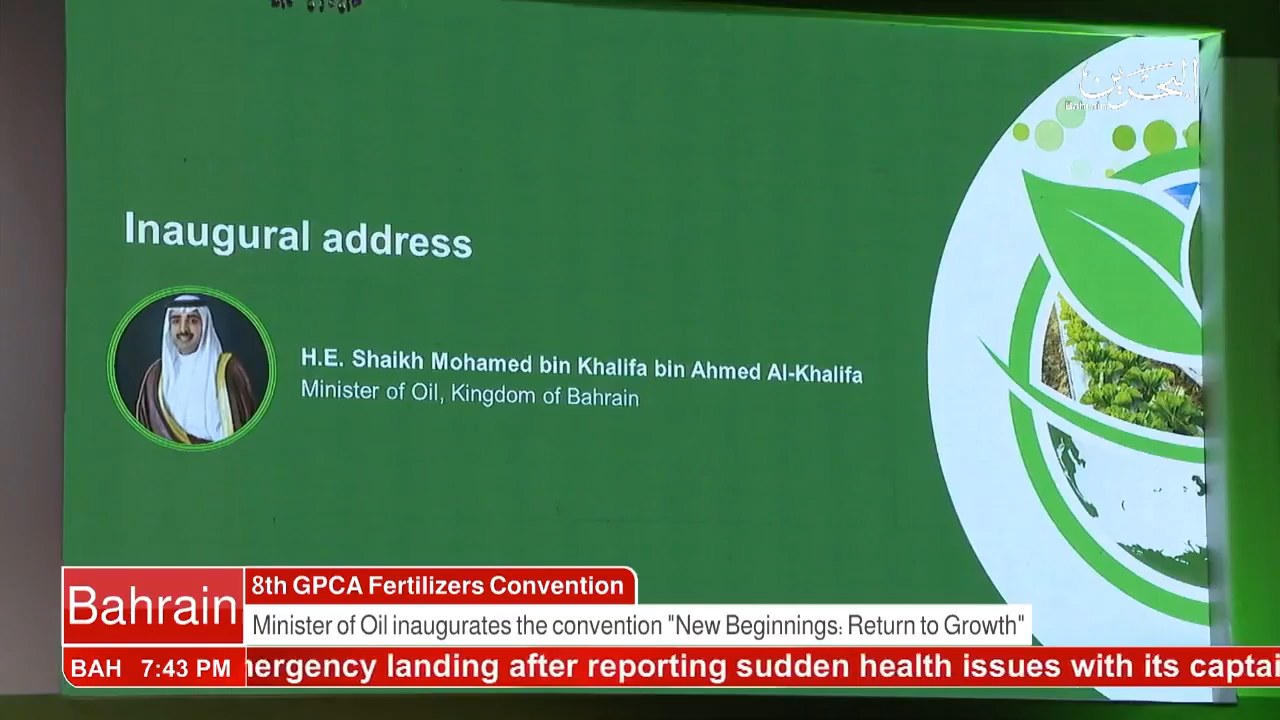 البحرين
Bahrain
Inaugural address
H.E. Shaikh Mohamed bin Khalifa bin Ahmed Al-Khalifa
Minister of Oil, Kingdom of Bahrain
Bahrain
8th GPCA Fertilizers Convention
Minister of Oil inaugurates the convention "New Beginnings: Return to Growth"
BAH 7:43 PM
landing after reporting sudden health issues with its